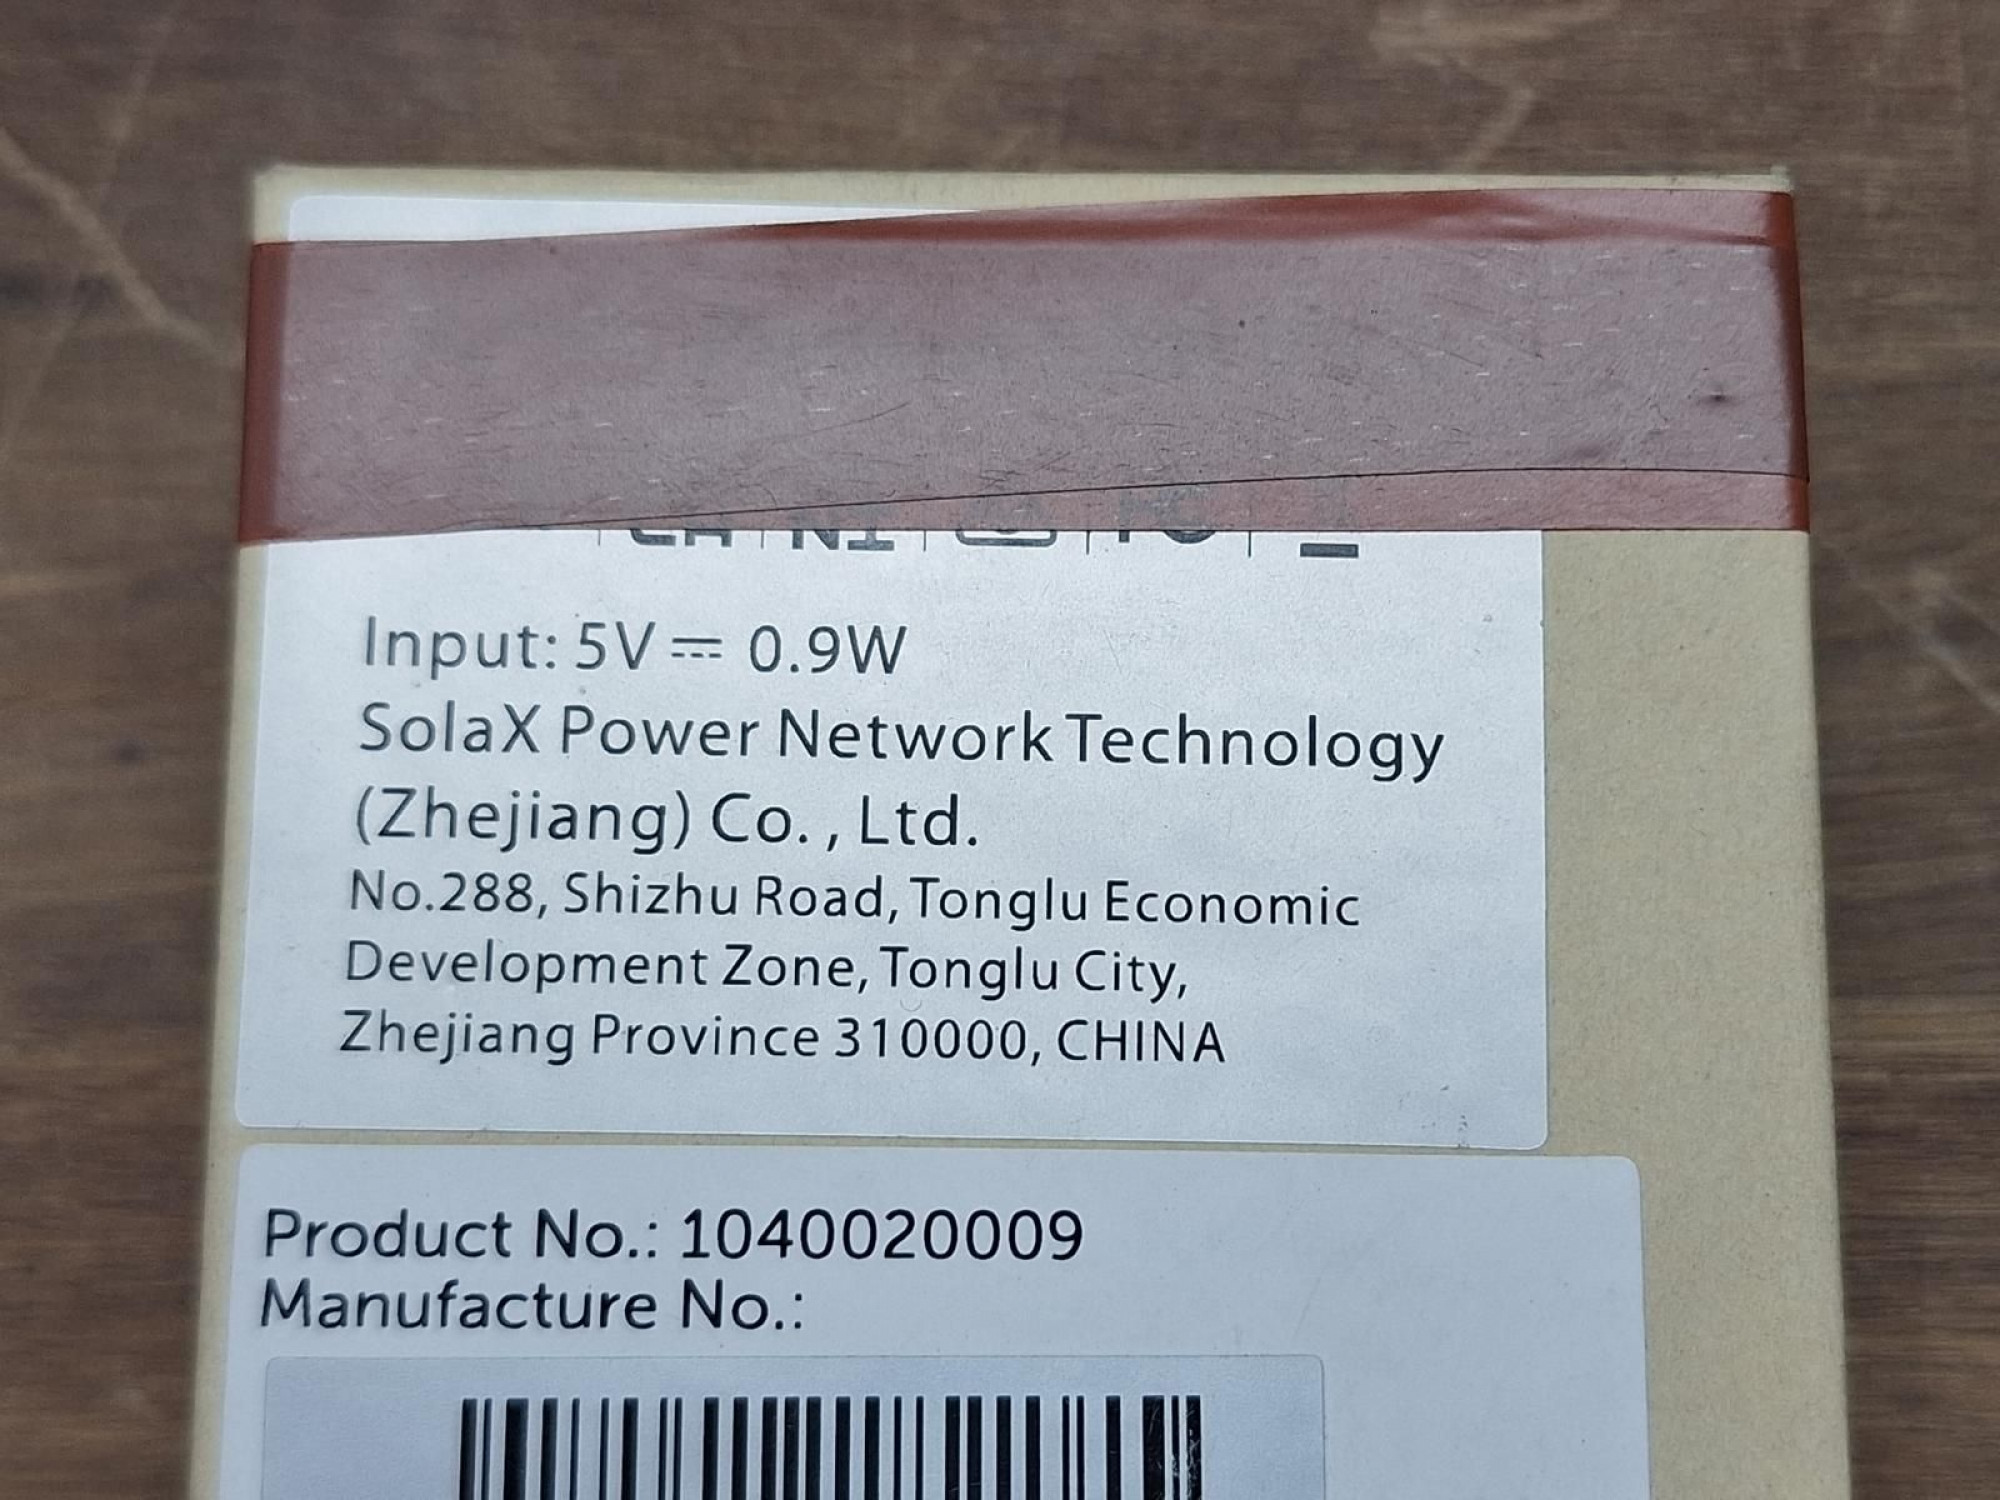 Input: 5V ⎓ 0.9W
SolaX Power Network Technology
(Zhejiang) Co., Ltd.
No.288, Shizhu Road, Tonglu Economic
Development Zone, Tonglu City,
Zhejiang Province 310000, CHINA
Product No.: 1040020009
Manufacture No.: